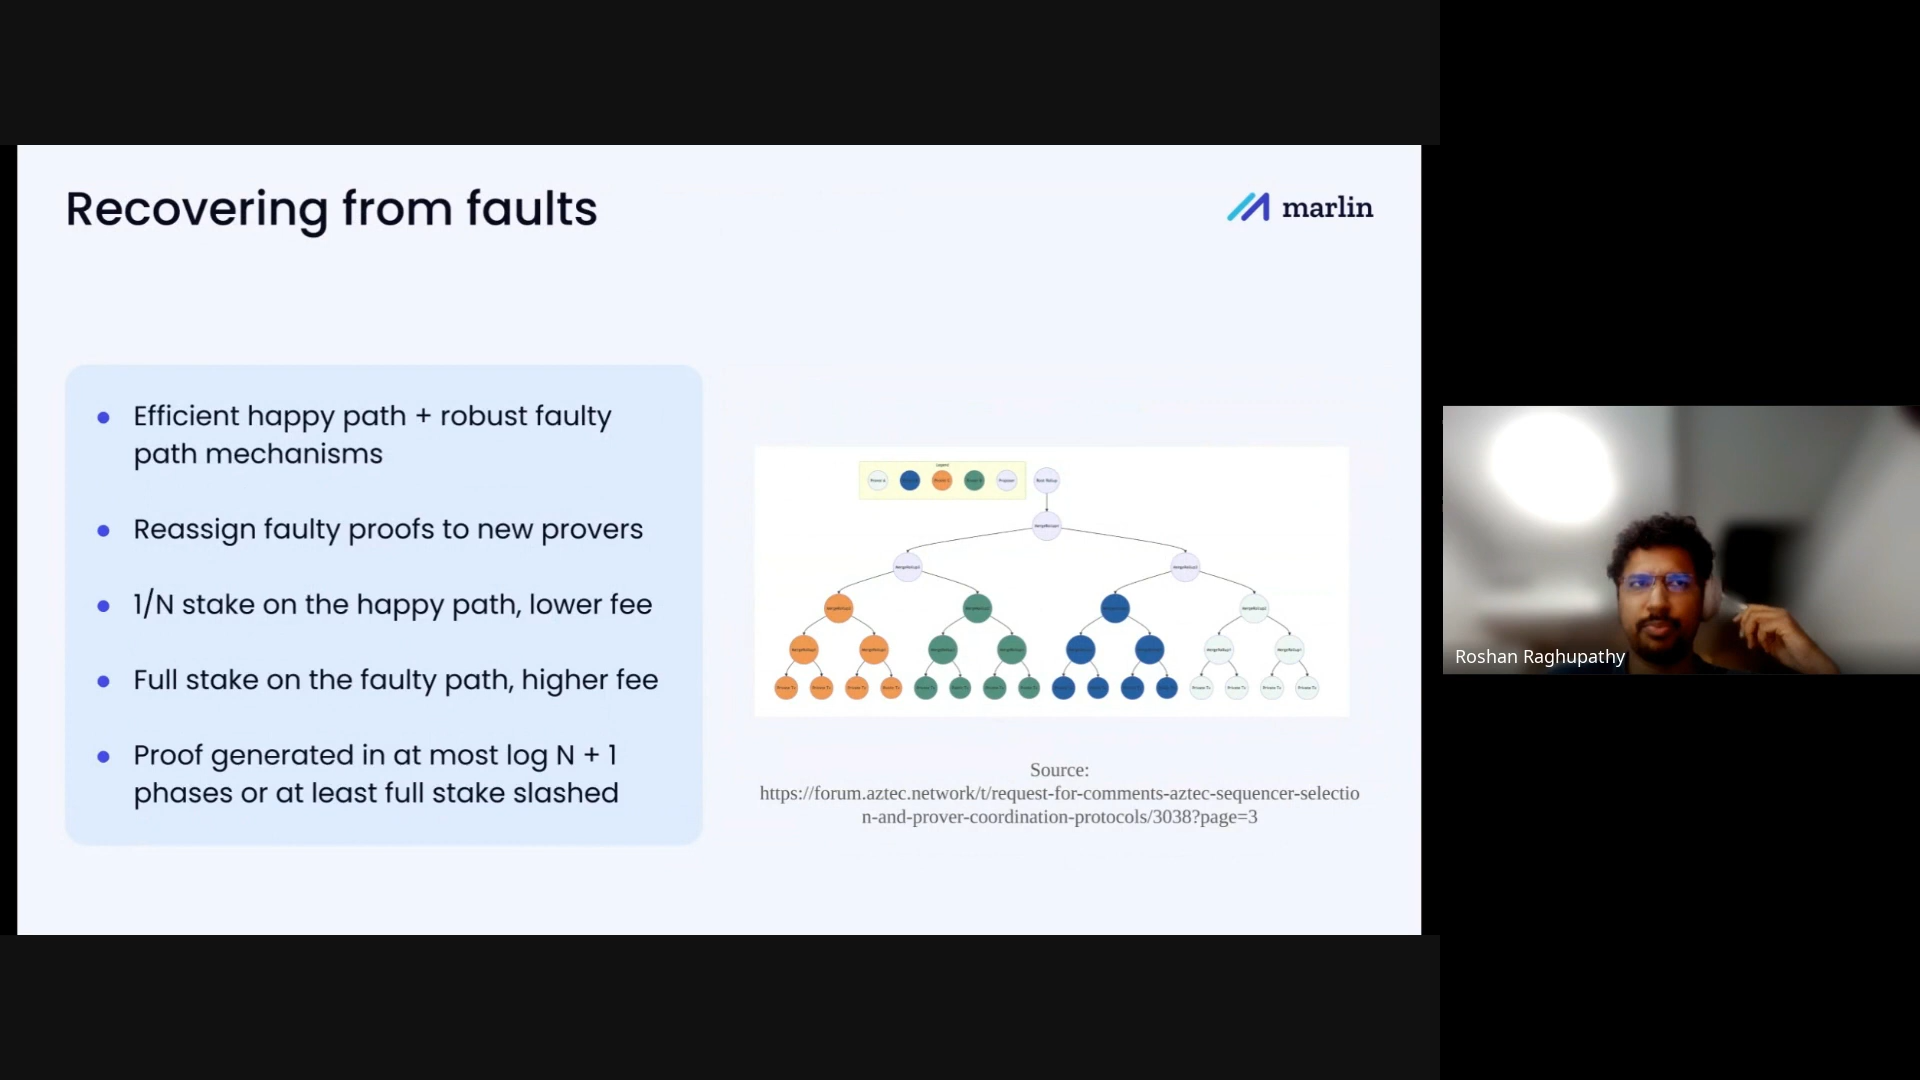 Recovering from faults
marlin
Efficient happy path + robust faulty
path mechanisms
Reassign faulty proofs to new provers
1/N stake on the happy path, lower fee
Full stake on the faulty path, higher fee
Proof generated in at most log N + 1
phases or at least full stake slashed
Legend
Source:
https://forum.aztec.network/t/request-for-comments-aztec-sequencer-selectio
n-and-prover-coordination-protocols/3038?page=3
Roshan Raghupathy